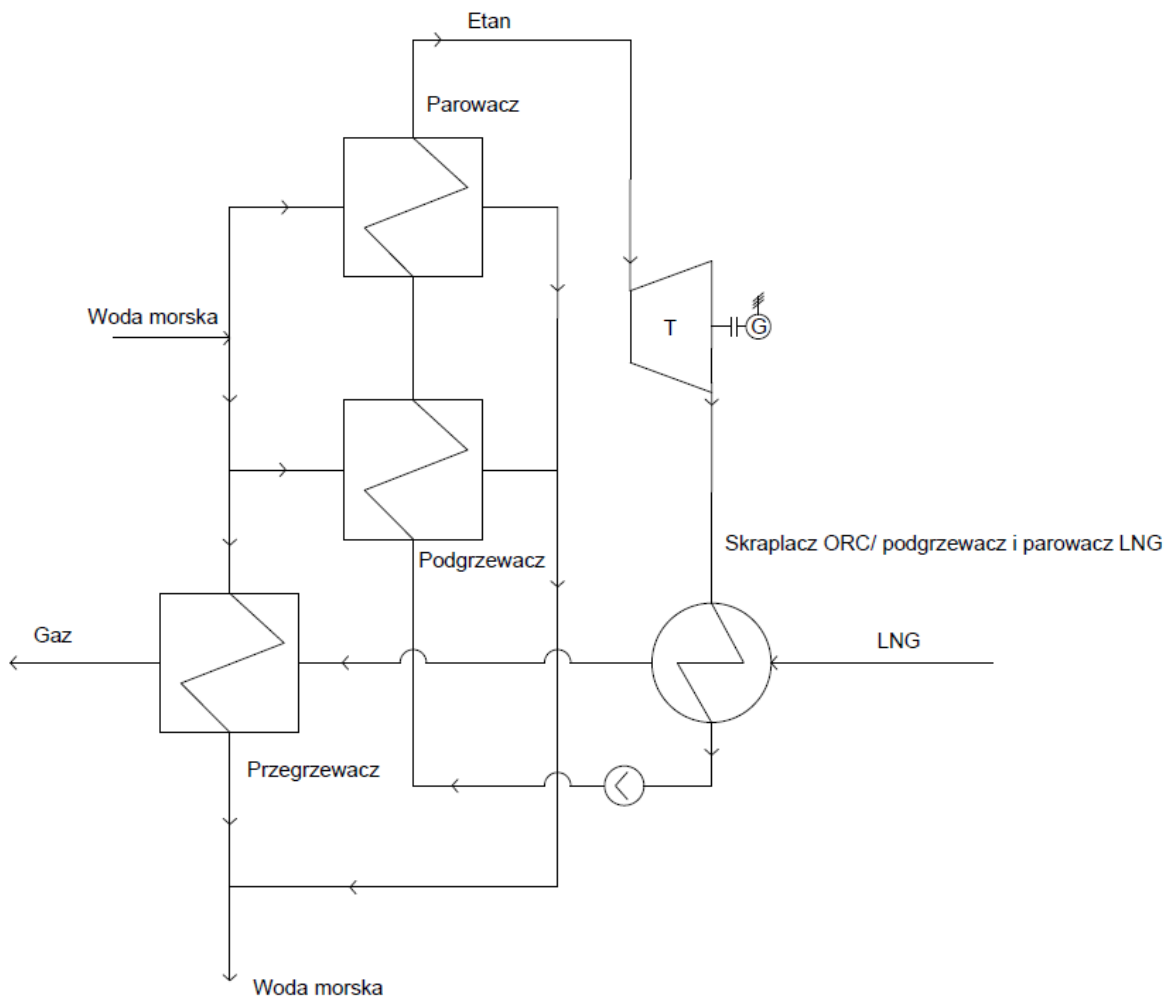 Etan
Parowacz
Woda morska
T
G
Skraplacz ORC/ podgrzewacz i parowacz LNG
Podgrzewacz
Gaz
LNG
Przegrzewacz
Woda morska